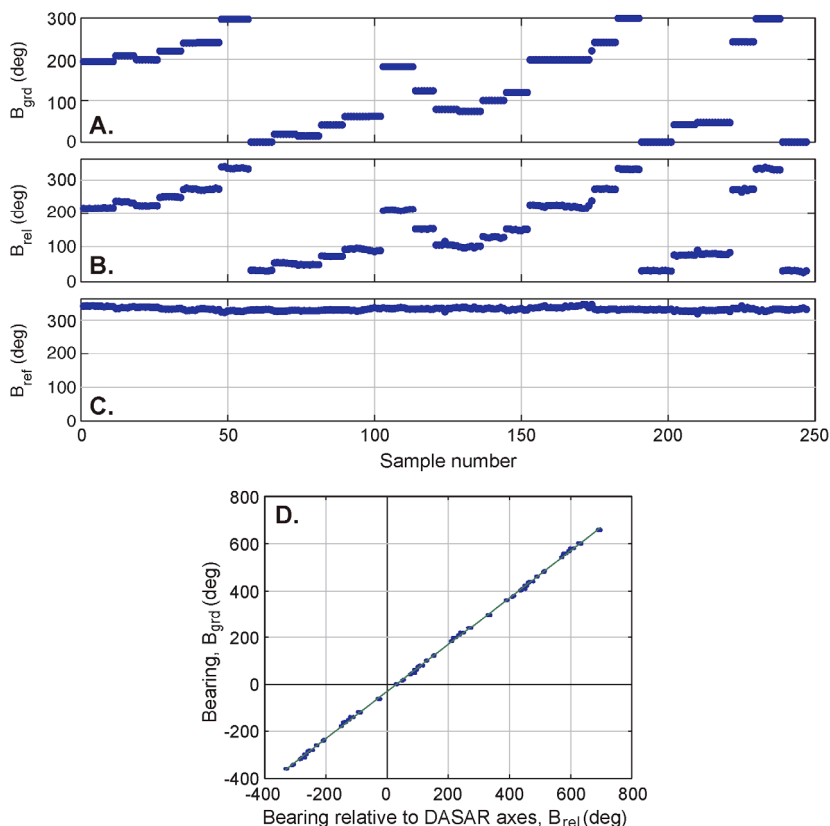 300
200
100
0
B_grd (deg)
A.
300
200
100
0
B_rel (deg)
B.
300
200
100
0
B_ref (deg)
C.
0 50 100 150 200 250
Sample number
800
600
400
200
0
-200
-400
Bearing, B_grd (deg)
D.
-400 -200 0 200 400 600 800
Bearing relative to DASAR axes, B_rel (deg)